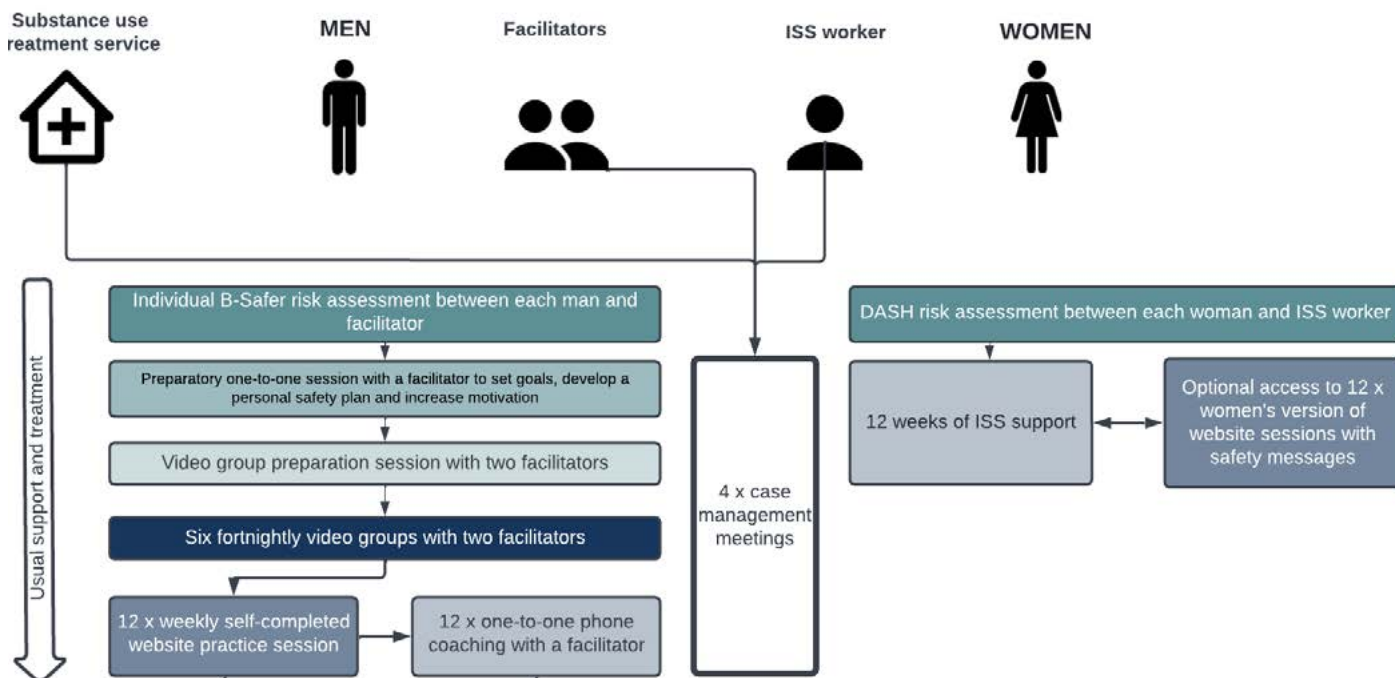 Substance use
reatment service
MEN
Facilitators
ISS worker
WOMEN
Usual support and treatment
Individual B-Safer risk assessment between each man and
facilitator
Preparatory one-to-one session with a facilitator to set goals, develop a
personal safety plan and increase motivation
Video group preparation session with two facilitators
Six fortnightly video groups with two facilitators
12 x weekly self-completed
website practice session
12 x one-to-one phone
coaching with a facilitator
4 x case
management
meetings
DASH risk assessment between each woman and ISS worker
12 weeks of ISS support
Optional access to 12 x
women's version of
website sessions with
safety messages